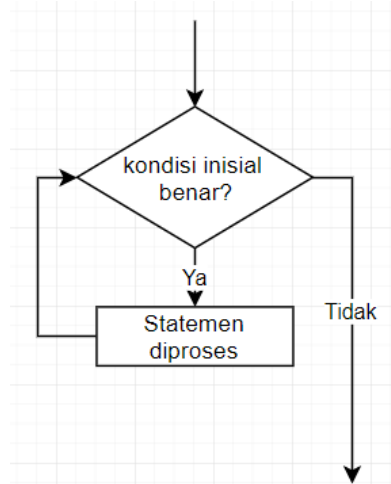 kondisi inisial
benar?
Ya
Tidak
Statemen
diproses